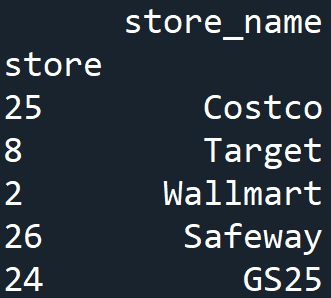 store_name
store
25 Costco
8 Target
2 Wallmart
26 Safeway
24 GS25